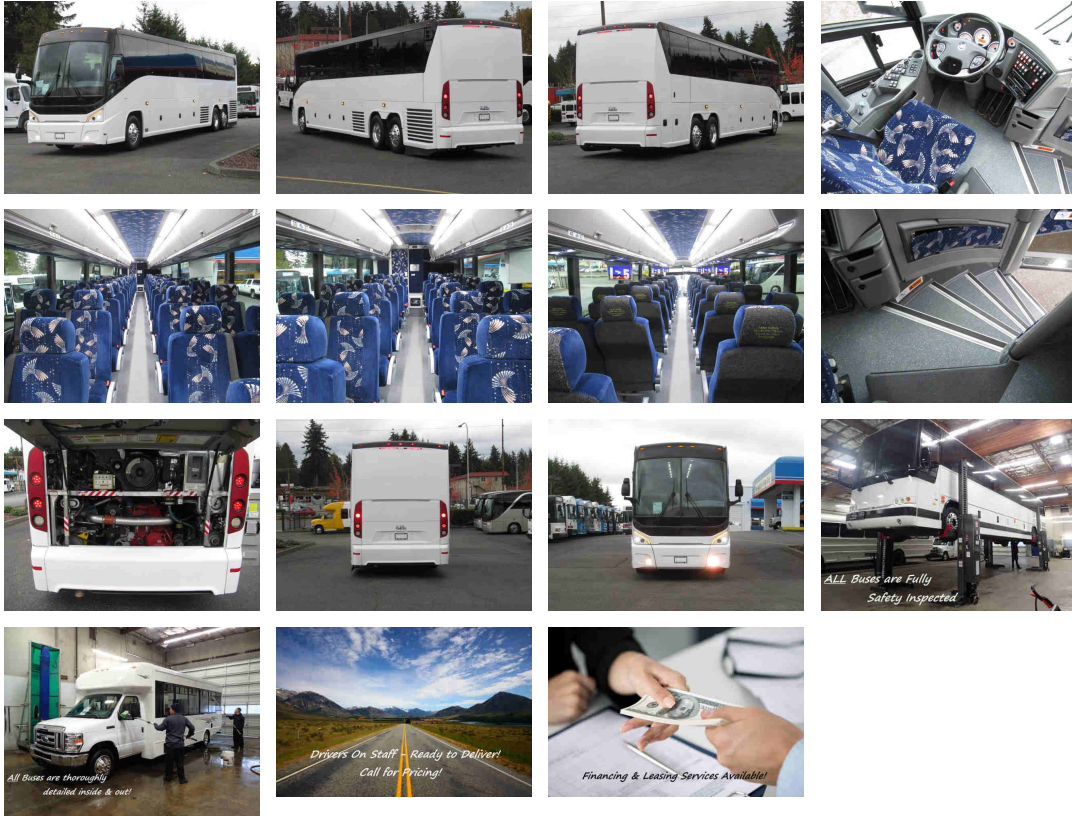 ALL Buses are Fully
Safety Inspected
All Buses are thoroughly
detailed inside & out!
Drivers On Staff - Ready to Deliver!
Call for Pricing!
Financing & Leasing Services Available!